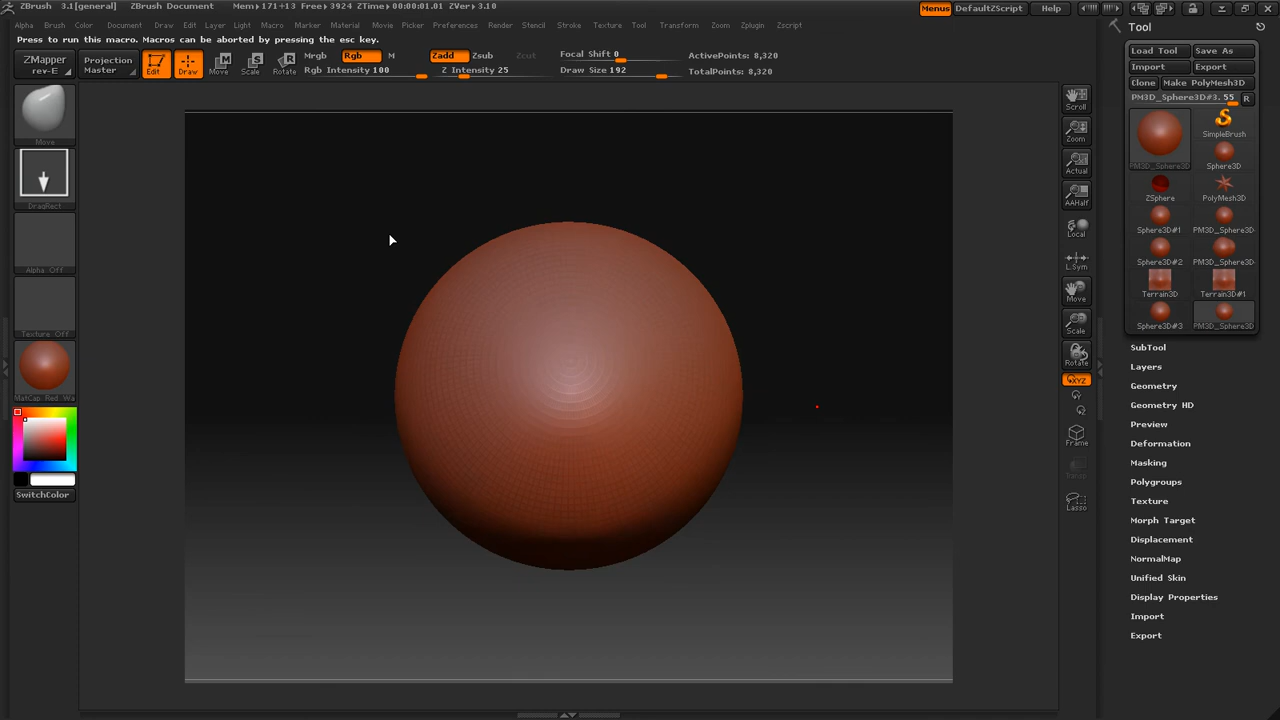 ZBrush 3.1[general] ZBrush Document Mem▸171+13 Free▸3924 ZTime▸00:00:01.01 ZVer▸3.10 Menus DefaultZScript Help
Alpha Brush Color Document Draw Edit Layer Light Macro Marker Material Movie Picker Preferences Render Stencil Stroke Texture Tool Transform Zoom Zplugin Zscript
Press to run this macro. Macros can be aborted by pressing the esc key.
ZMapper
rev-E
Projection
Master
Edit
Draw
Move
Scale
Rotate
Mrgb Rgb M
Rgb Intensity 100
Zadd Zsub Zcut
Z Intensity 25
Focal Shift 0
Draw Size 192
ActivePoints: 8,320
TotalPoints: 8,320
Move
DragRect
Alpha Off
Texture Off
MatCap Red Wa
SwitchColor
Scroll
Zoom
Actual
AAHalf
Local
L.Sym
Move
Scale
Rotate
XYZ
Frame
Transp
Lasso
Tool
Load Tool Save As
Import Export
Clone Make PolyMesh3D
PM3D_Sphere3D#3. 55 R
PM3D_Sphere3D
SimpleBrush
Sphere3D
ZSphere PolyMesh3D
Sphere3D#1 PM3D_Sphere3D
Sphere3D#2 PM3D_Sphere3D
Terrain3D Terrain3D#1
Sphere3D#3 PM3D_Sphere3D
SubTool
Layers
Geometry
Geometry HD
Preview
Deformation
Masking
Polygroups
Texture
Morph Target
Displacement
NormalMap
Unified Skin
Display Properties
Import
Export